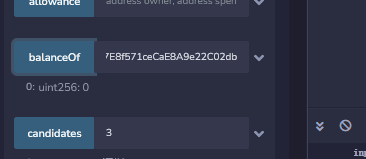 allowance address owner, address spen
balanceOf 7E8f571ceCaE8A9e22C02db
0: uint256: 0
candidates 3